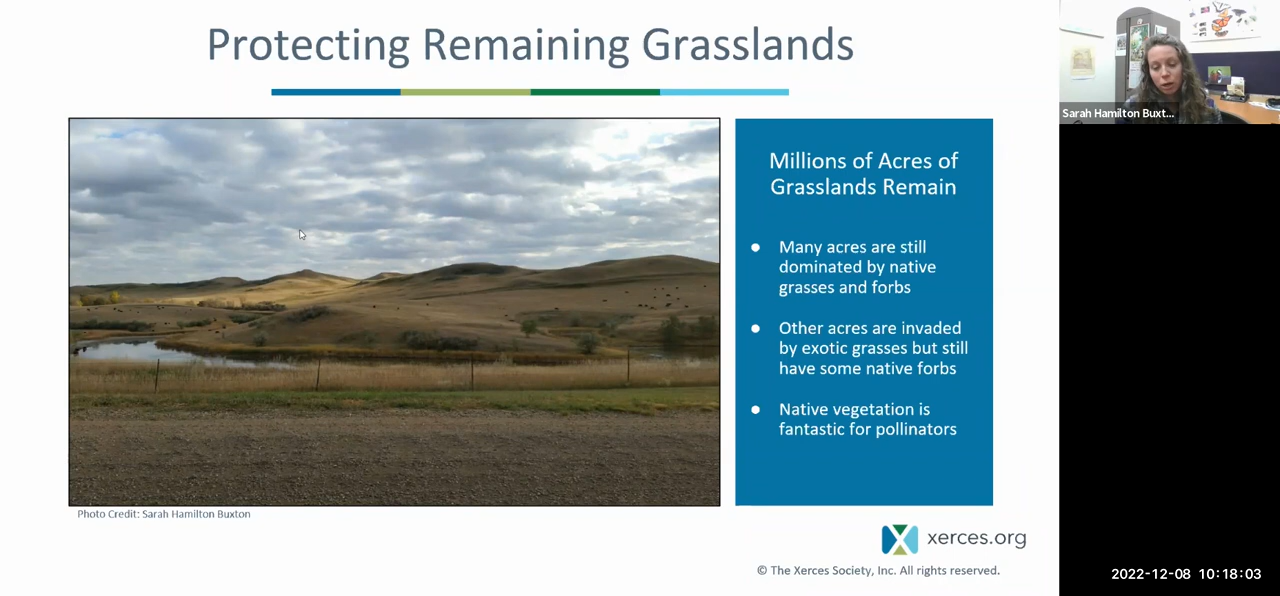 Protecting Remaining Grasslands
Sarah Hamilton Buxt...
Millions of Acres of
Grasslands Remain
● Many acres are still
dominated by native
grasses and forbs
● Other acres are invaded
by exotic grasses but still
have some native forbs
● Native vegetation is
fantastic for pollinators
Photo Credit: Sarah Hamilton Buxton
xerces.org
© The Xerces Society, Inc. All rights reserved.
2022-12-08 10:18:03